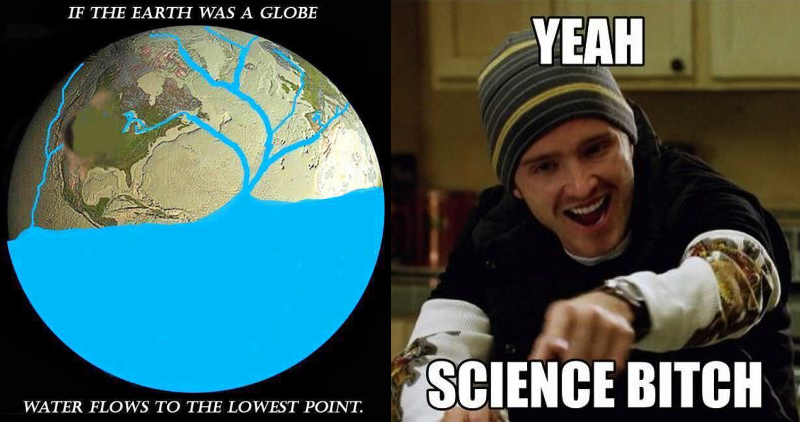 IF THE EARTH WAS A GLOBE
WATER FLOWS TO THE LOWEST POINT.
YEAH
SCIENCE BITCH